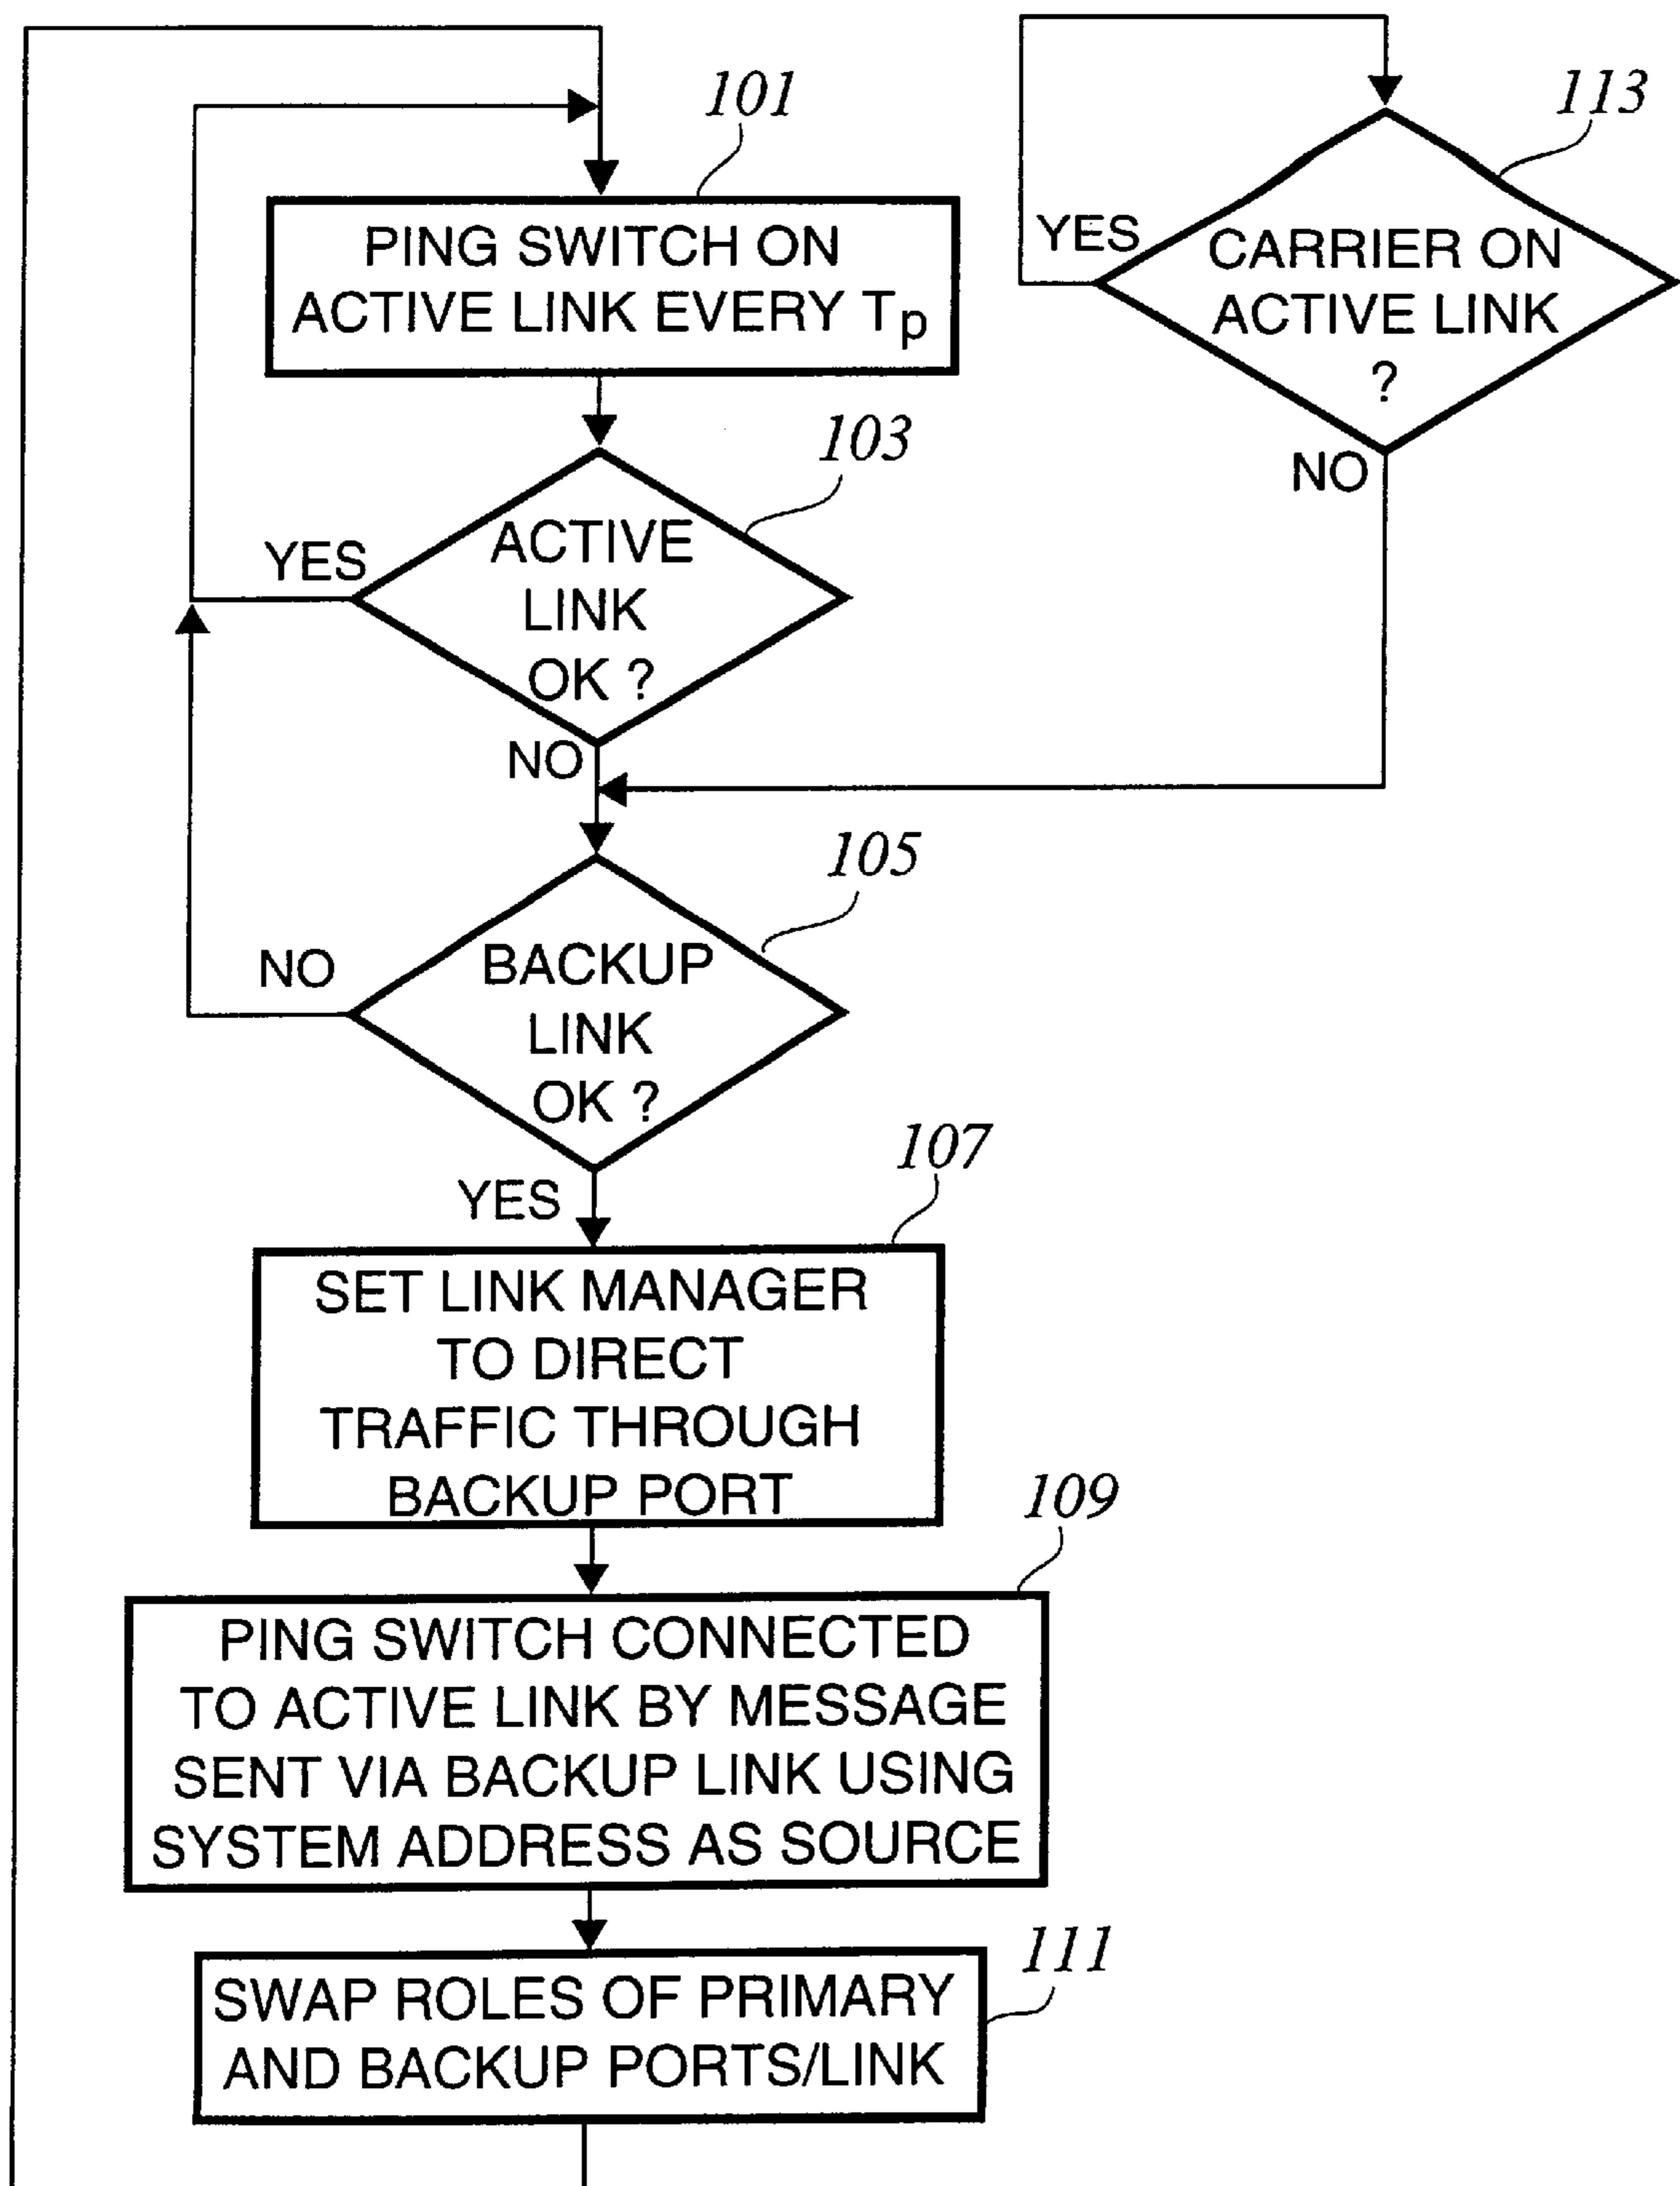 101
PING SWITCH ON
ACTIVE LINK EVERY Tp
113
YES
CARRIER ON
ACTIVE LINK
?
NO
103
YES
ACTIVE
LINK
OK ?
NO
105
NO
BACKUP
LINK
OK ?
YES
107
SET LINK MANAGER
TO DIRECT
TRAFFIC THROUGH
BACKUP PORT
109
PING SWITCH CONNECTED
TO ACTIVE LINK BY MESSAGE
SENT VIA BACKUP LINK USING
SYSTEM ADDRESS AS SOURCE
111
SWAP ROLES OF PRIMARY
AND BACKUP PORTS/LINK